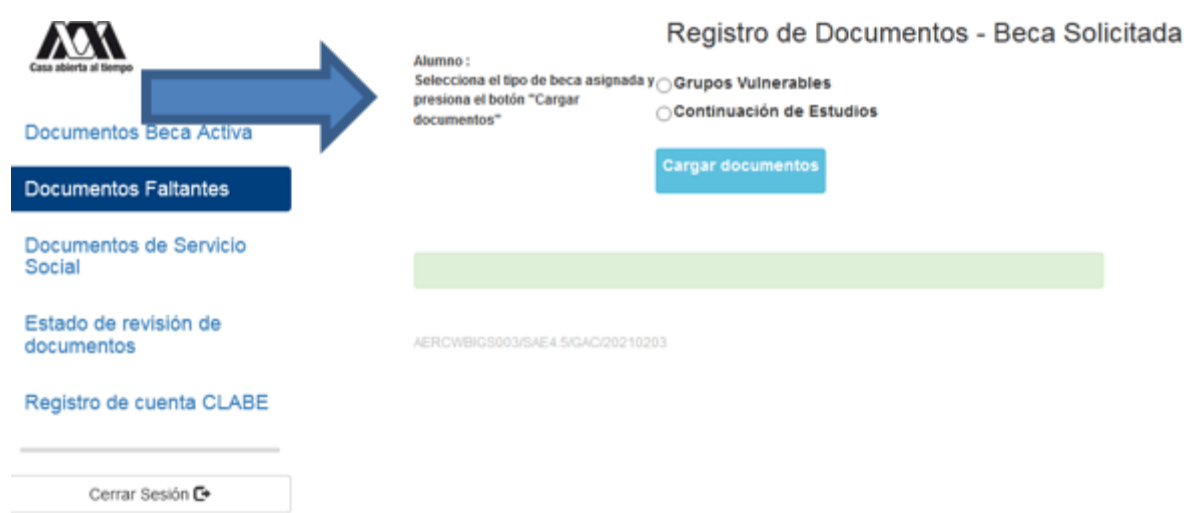 Casa abierta al tiempo
Documentos Beca Activa
Documentos Faltantes
Documentos de Servicio
Social
Estado de revisión de
documentos
Registro de cuenta CLABE
Cerrar Sesión
Registro de Documentos - Beca Solicitada
Alumno :
Selecciona el tipo de beca asignada y
presiona el botón "Cargar
documentos"
Grupos Vulnerables
Continuación de Estudios
Cargar documentos
AERCWBIGS003/SAE4.5/GAC/20210203